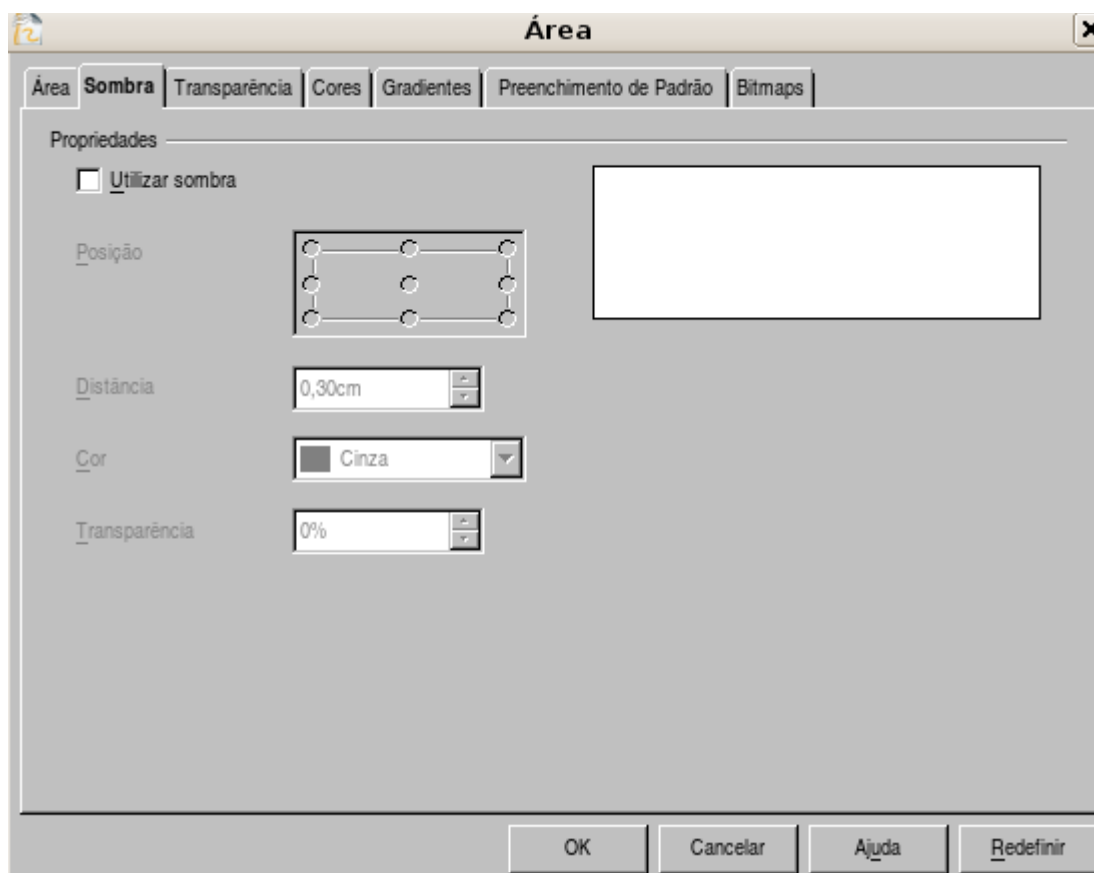 Área
Área Sombra Transparência Cores Gradientes Preenchimento de Padrão Bitmaps
Propriedades
Utilizar sombra
Posição
Distância 0,30cm
Cor Cinza
Transparência 0%
OK Cancelar Ajuda Redefinir